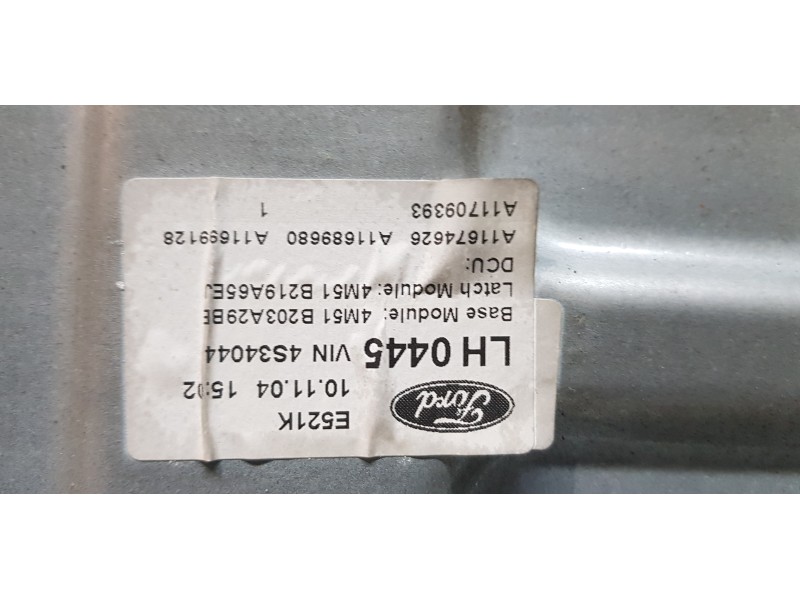 E521K
Ford
10.11.04 15:02
LH 0445 VIN 4S34044
Base Module: 4M51 B203A29BE
Latch Module: 4M51 B219A65EJ
DCU:
A11674626 A11689680 A11699128
A11709393 1